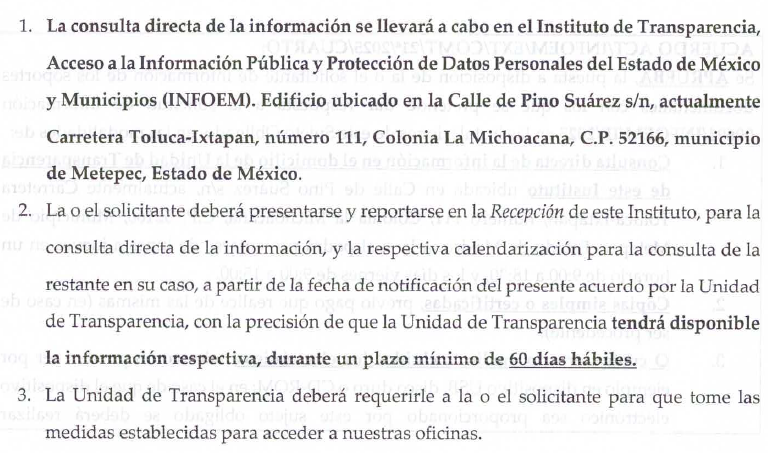 1. La consulta directa de la información se llevará a cabo en el Instituto de Transparencia,
Acceso a la Información Pública y Protección de Datos Personales del Estado de México
y Municipios (INFOEM). Edificio ubicado en la Calle de Pino Suárez s/n, actualmente
Carretera Toluca-Ixtapan, número 111, Colonia La Michoacana, C.P. 52166, municipio
de Metepec, Estado de México.
2. La o el solicitante deberá presentarse y reportarse en la Recepción de este Instituto, para la
consulta directa de la información, y la respectiva calendarización para la consulta de la
restante en su caso, a partir de la fecha de notificación del presente acuerdo por la Unidad
de Transparencia, con la precisión de que la Unidad de Transparencia tendrá disponible
la información respectiva, durante un plazo mínimo de 60 días hábiles.
3. La Unidad de Transparencia deberá requerirle a la o el solicitante para que tome las
medidas establecidas para acceder a nuestras oficinas.